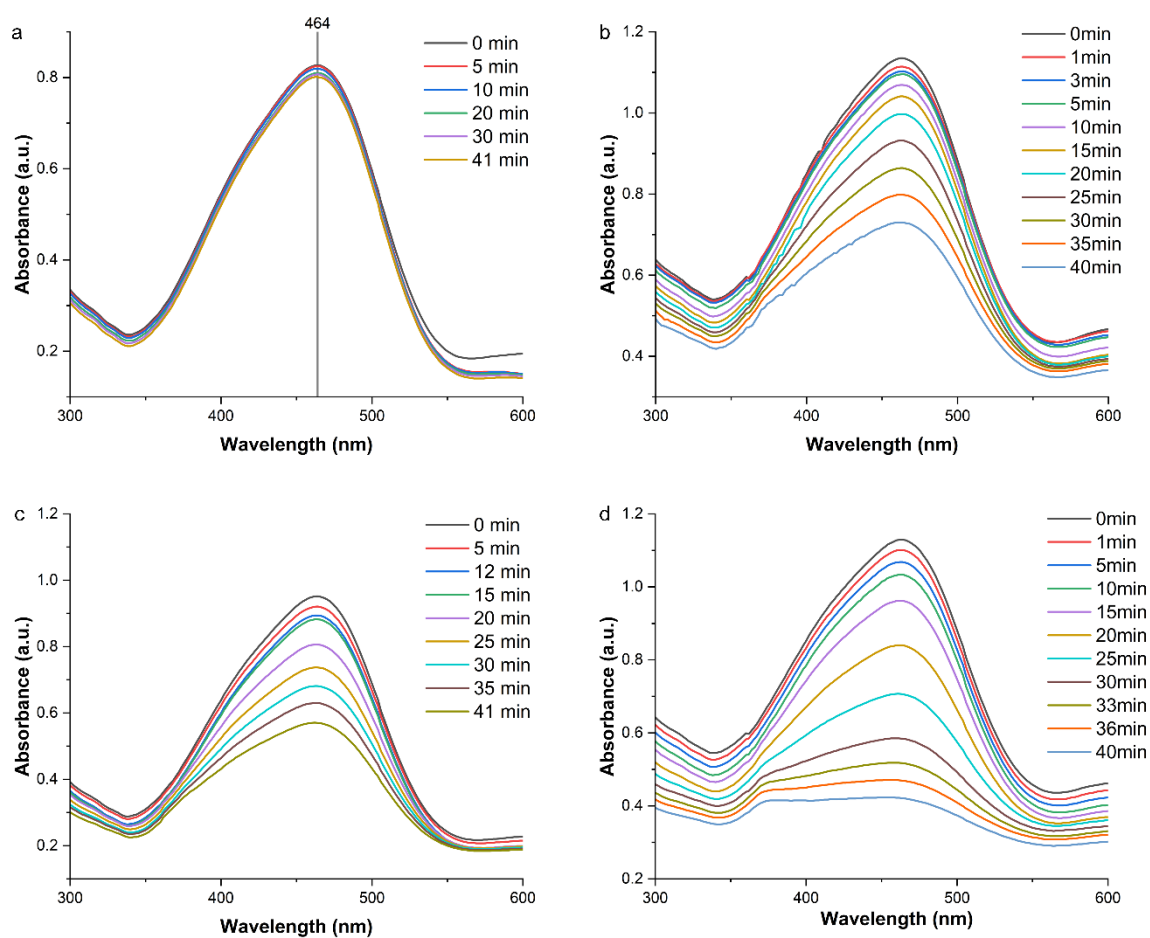 a
464
0 min
5 min
10 min
20 min
30 min
41 min
0.8
0.6
0.4
0.2
Absorbance (a.u.)
300
400
500
600
Wavelength (nm)
b
0min
1min
3min
5min
10min
15min
20min
25min
30min
35min
40min
1.2
1.0
0.8
0.6
0.4
Absorbance (a.u.)
300
400
500
600
Wavelength (nm)
c
0 min
5 min
12 min
15 min
20 min
25 min
30 min
35 min
41 min
1.2
1.0
0.8
0.6
0.4
0.2
Absorbance (a.u.)
300
400
500
600
Wavelength (nm)
d
0min
1min
5min
10min
15min
20min
25min
30min
33min
36min
40min
1.2
1.0
0.8
0.6
0.4
0.2
Absorbance (a.u.)
300
400
500
600
Wavelength (nm)